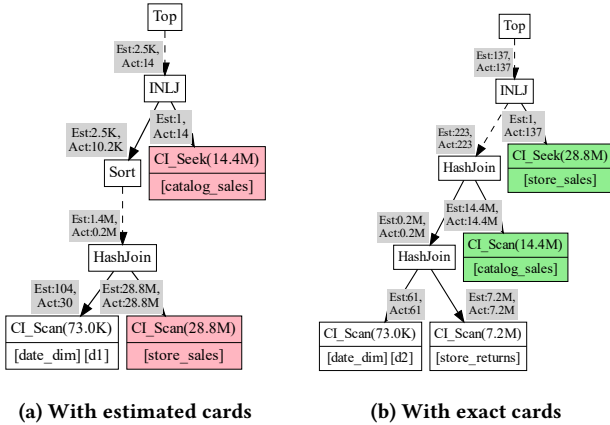 Top
Est:2.5K,
Act:14
INLJ
Est:2.5K,
Act:10.2K
Est:1,
Act:14
Sort
CI_Seek(14.4M)
[catalog_sales]
Est:1.4M,
Act:0.2M
HashJoin
Est:104,
Act:30
Est:28.8M,
Act:28.8M
CI_Scan(73.0K)
[date_dim] [d1]
CI_Scan(28.8M)
[store_sales]
(a) With estimated cards
Top
Est:137,
Act:137
INLJ
Est:223,
Act:223
Est:1,
Act:137
HashJoin
CI_Seek(28.8M)
[store_sales]
Est:0.2M,
Act:0.2M
Est:14.4M,
Act:14.4M
HashJoin
CI_Scan(14.4M)
[catalog_sales]
Est:61,
Act:61
Est:7.2M,
Act:7.2M
CI_Scan(73.0K)
[date_dim] [d2]
CI_Scan(7.2M)
[store_returns]
(b) With exact cards